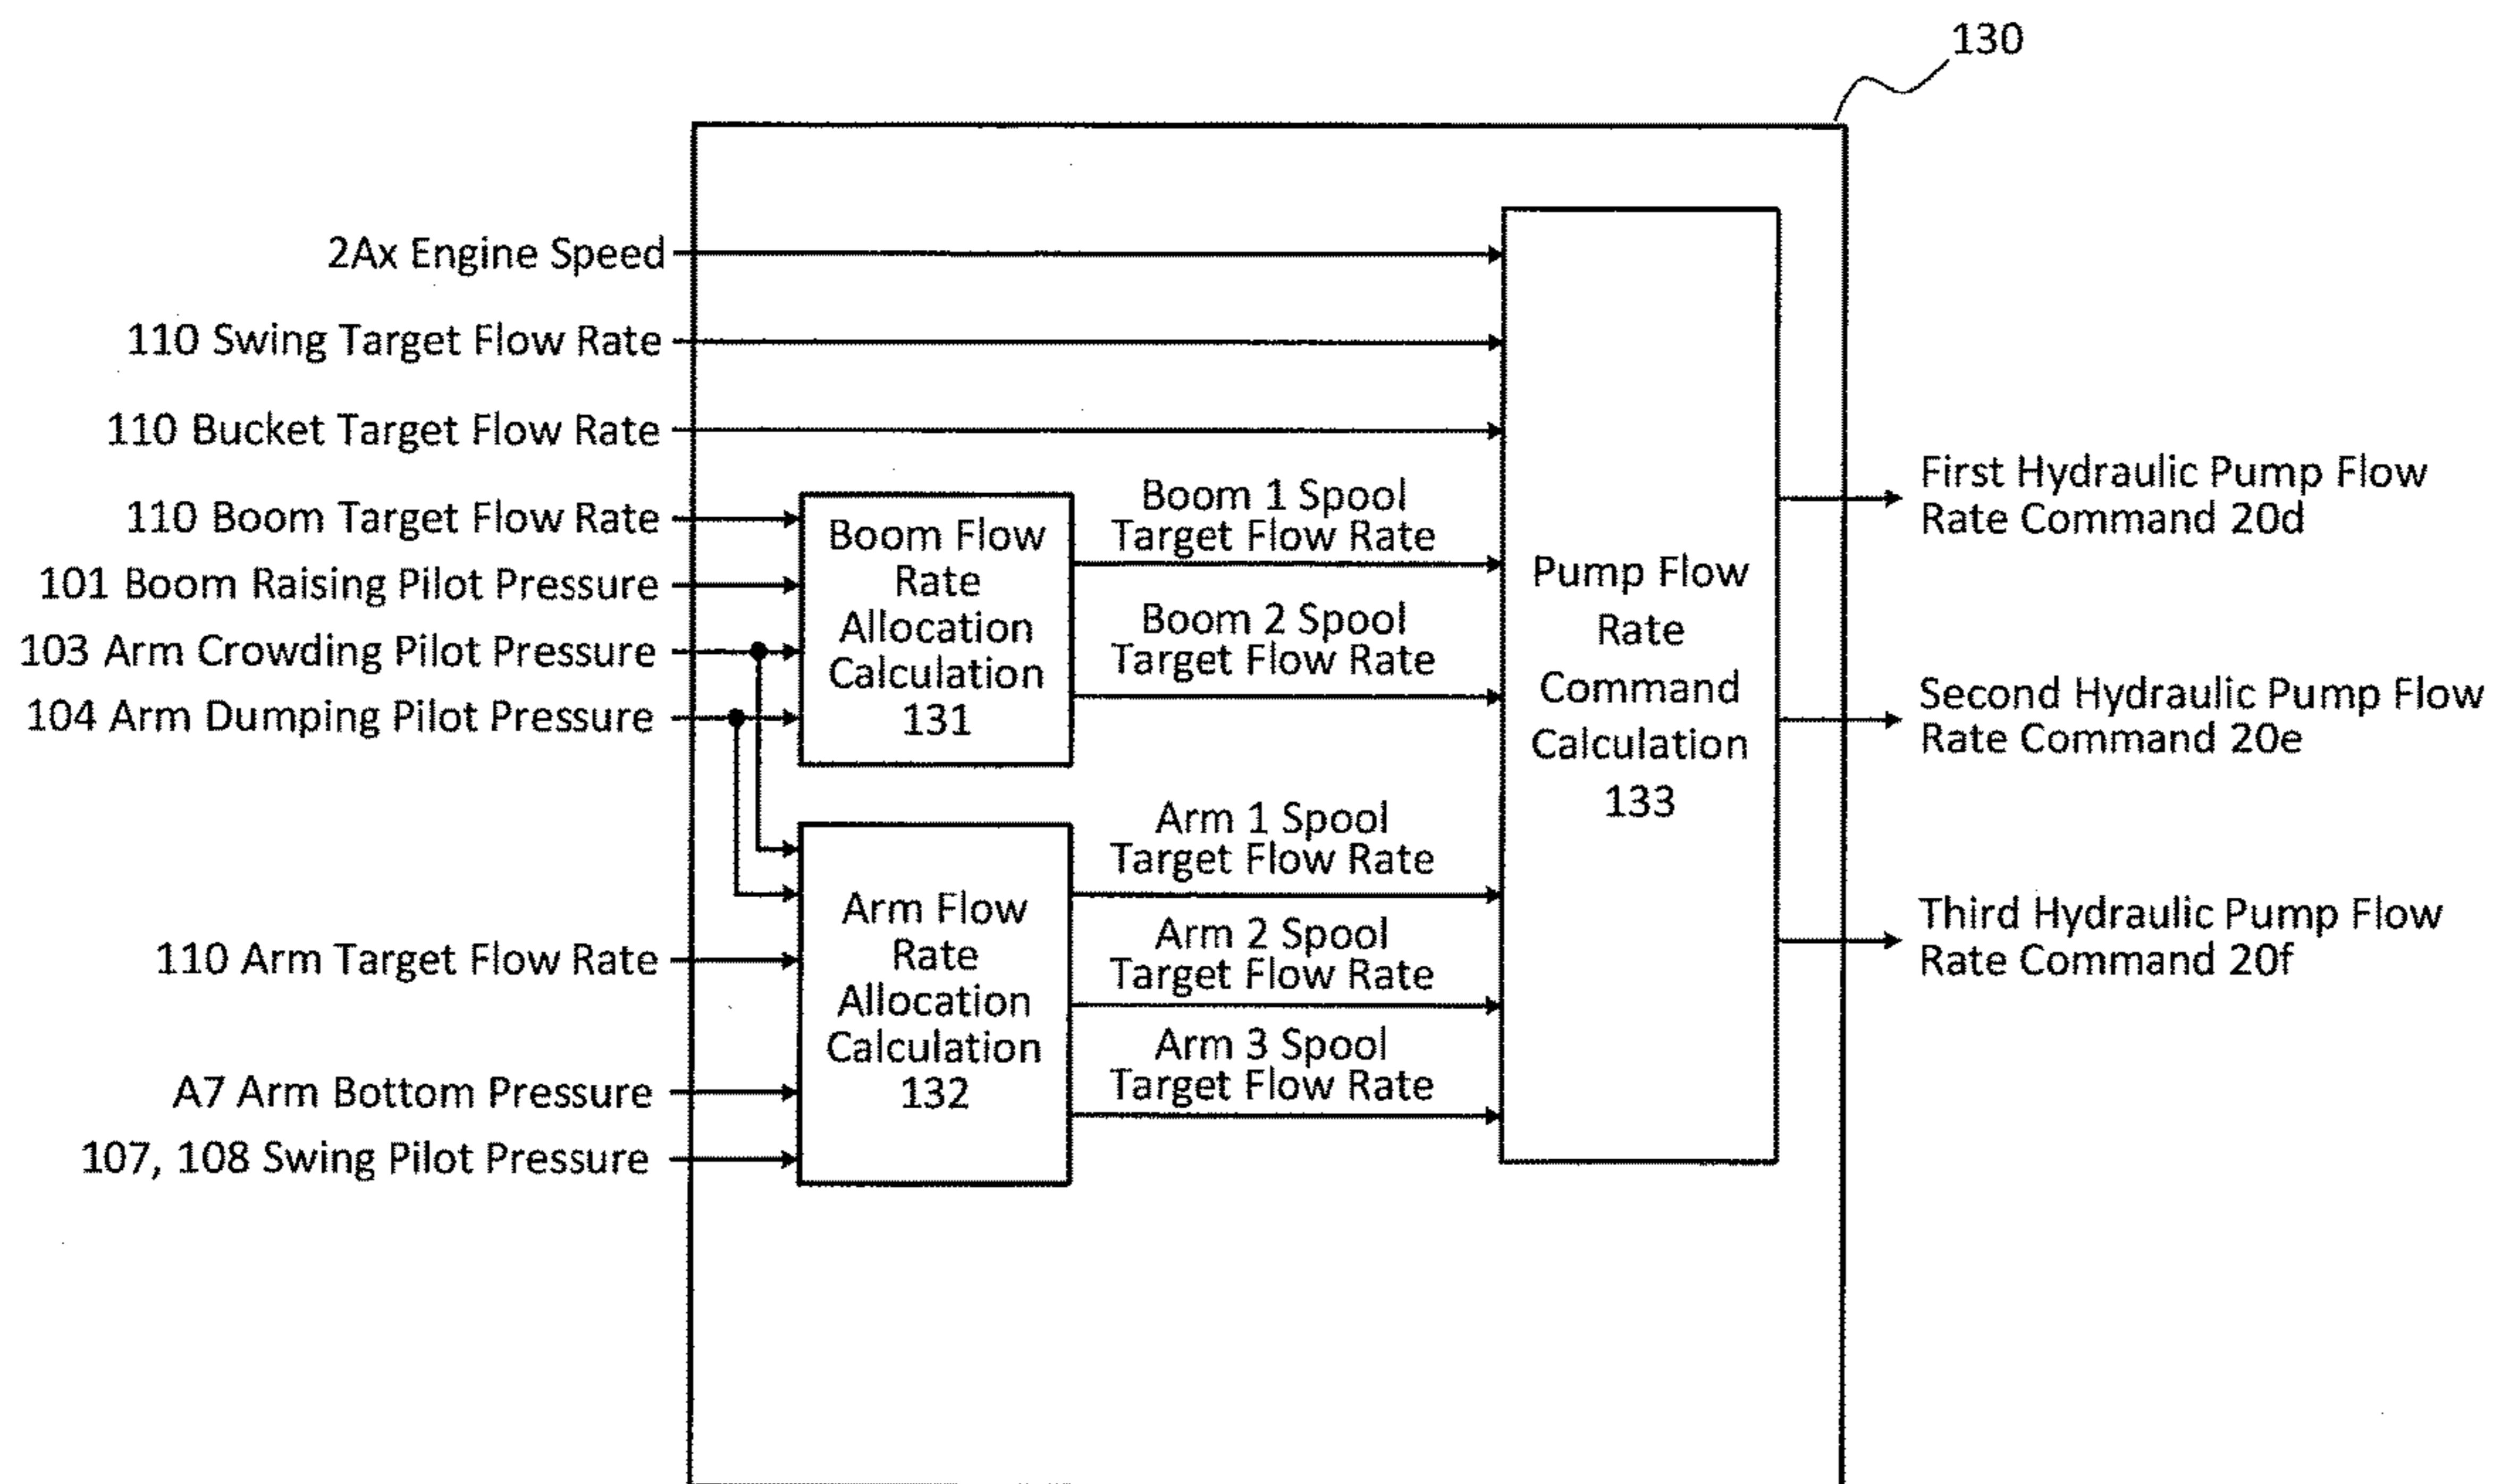 130
2Ax Engine Speed
110 Swing Target Flow Rate
110 Bucket Target Flow Rate
110 Boom Target Flow Rate
101 Boom Raising Pilot Pressure
103 Arm Crowding Pilot Pressure
104 Arm Dumping Pilot Pressure
110 Arm Target Flow Rate
A7 Arm Bottom Pressure
107, 108 Swing Pilot Pressure
Boom Flow
Rate
Allocation
Calculation
131
Arm Flow
Rate
Allocation
Calculation
132
Boom 1 Spool
Target Flow Rate
Boom 2 Spool
Target Flow Rate
Arm 1 Spool
Target Flow Rate
Arm 2 Spool
Target Flow Rate
Arm 3 Spool
Target Flow Rate
Pump Flow
Rate
Command
Calculation
133
First Hydraulic Pump Flow
Rate Command 20d
Second Hydraulic Pump Flow
Rate Command 20e
Third Hydraulic Pump Flow
Rate Command 20f